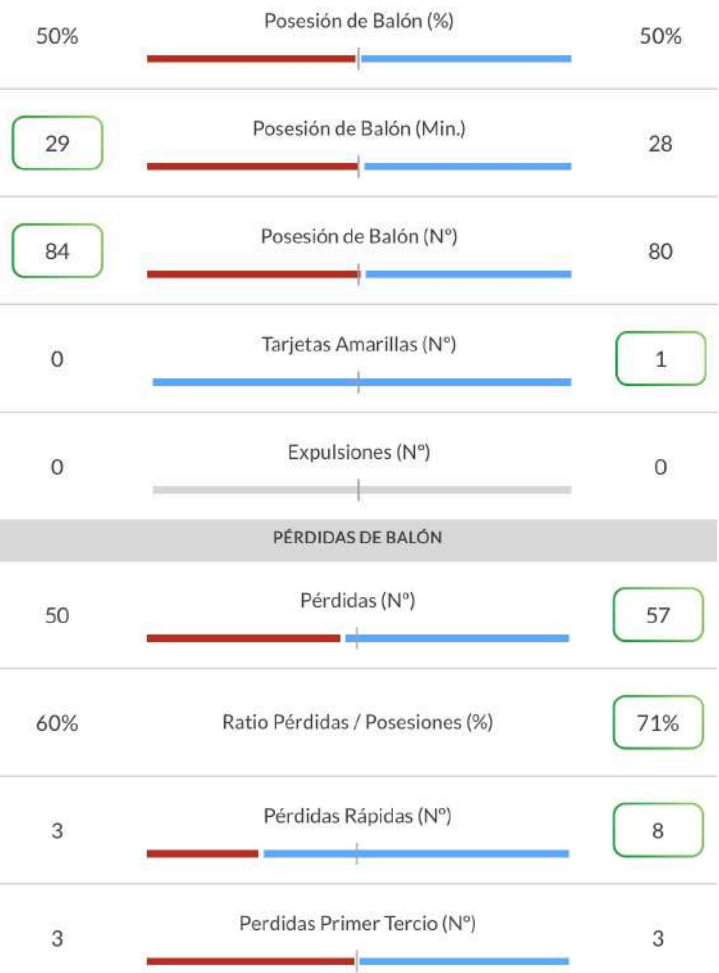 Posesión de Balón (%)
50% 50%
Posesión de Balón (Min.)
29 28
Posesión de Balón (Nº)
84 80
Tarjetas Amarillas (Nº)
0 1
Expulsiones (Nº)
0 0
PÉRDIDAS DE BALÓN
Pérdidas (Nº)
50 57
60% Ratio Pérdidas / Posesiones (%) 71%
Pérdidas Rápidas (Nº)
3 8
Perdidas Primer Tercio (Nº)
3 3